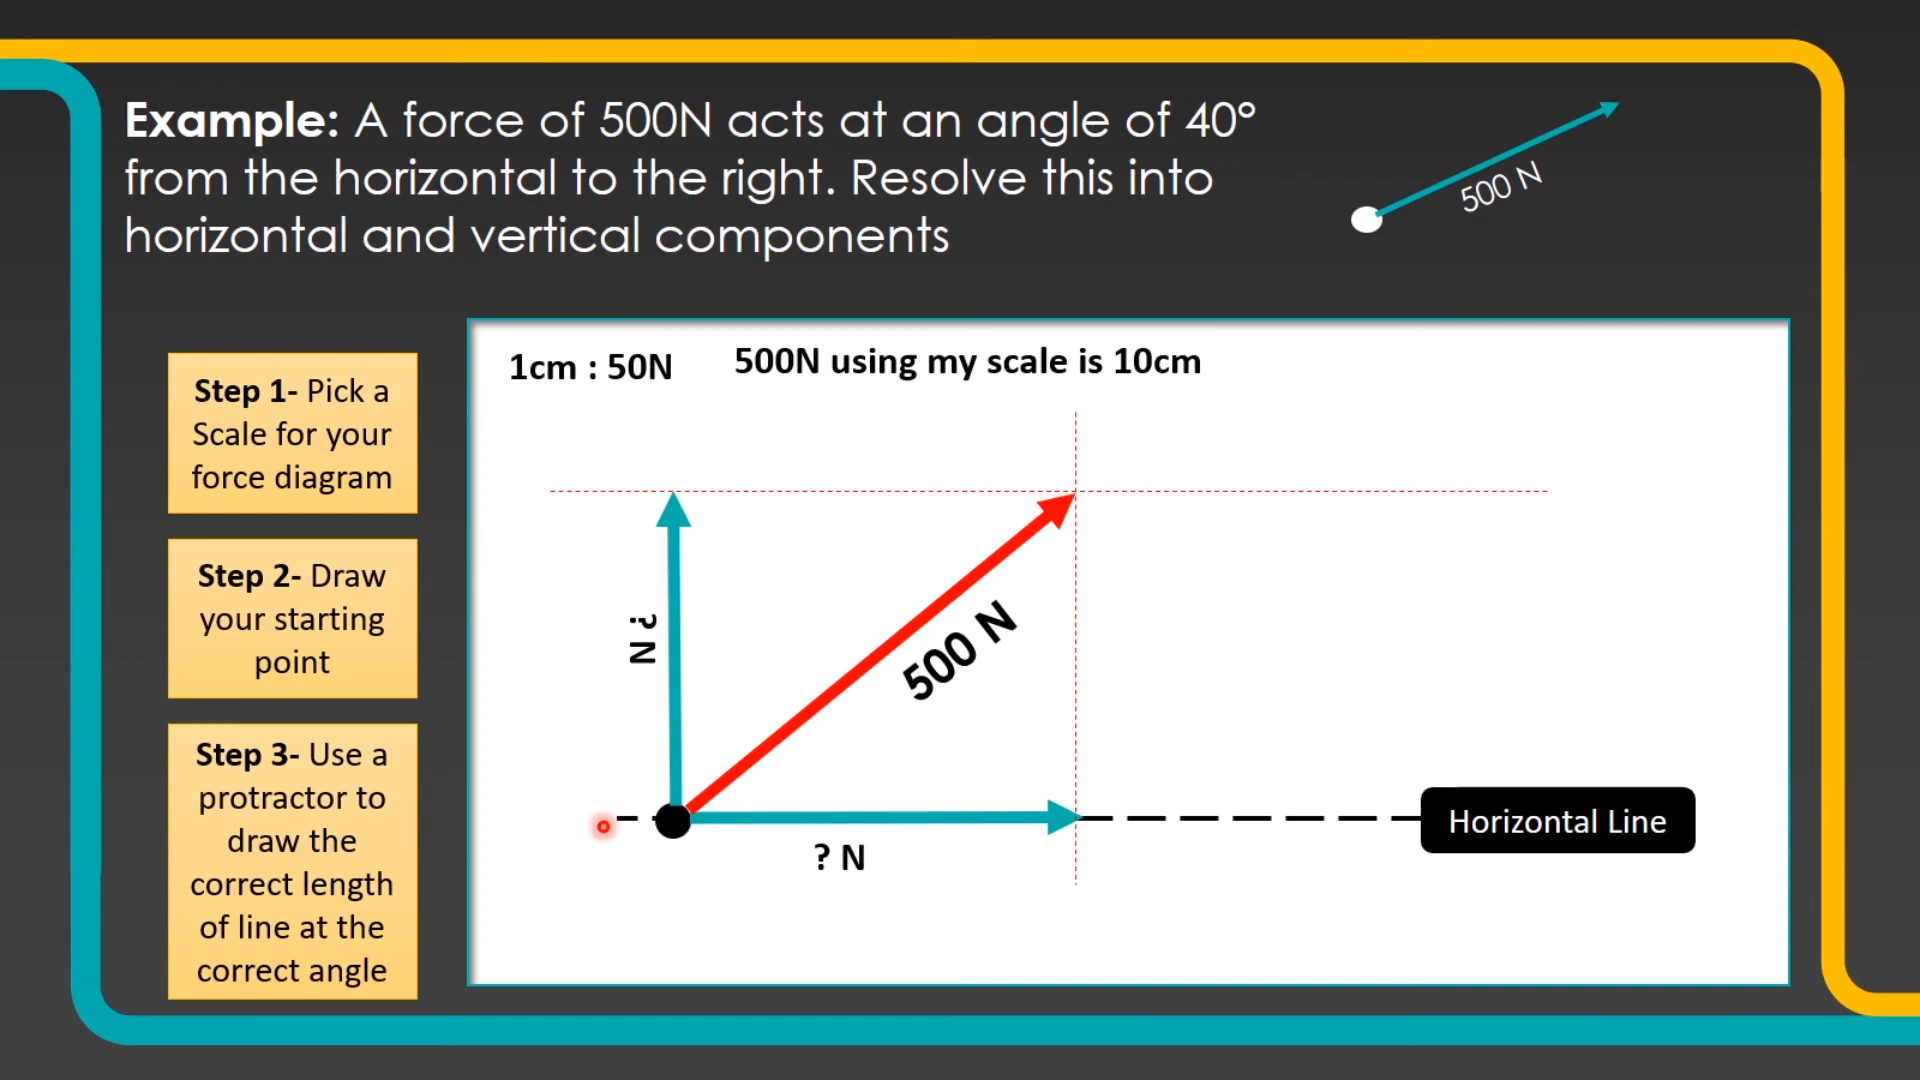 Example: A force of 500N acts at an angle of 40°
from the horizontal to the right. Resolve this into
horizontal and vertical components
500 N
Step 1- Pick a
Scale for your
force diagram
Step 2- Draw
your starting
point
Step 3- Use a
protractor to
draw the
correct length
of line at the
correct angle
1cm : 50N
500N using my scale is 10cm
? N
500 N
? N
Horizontal Line